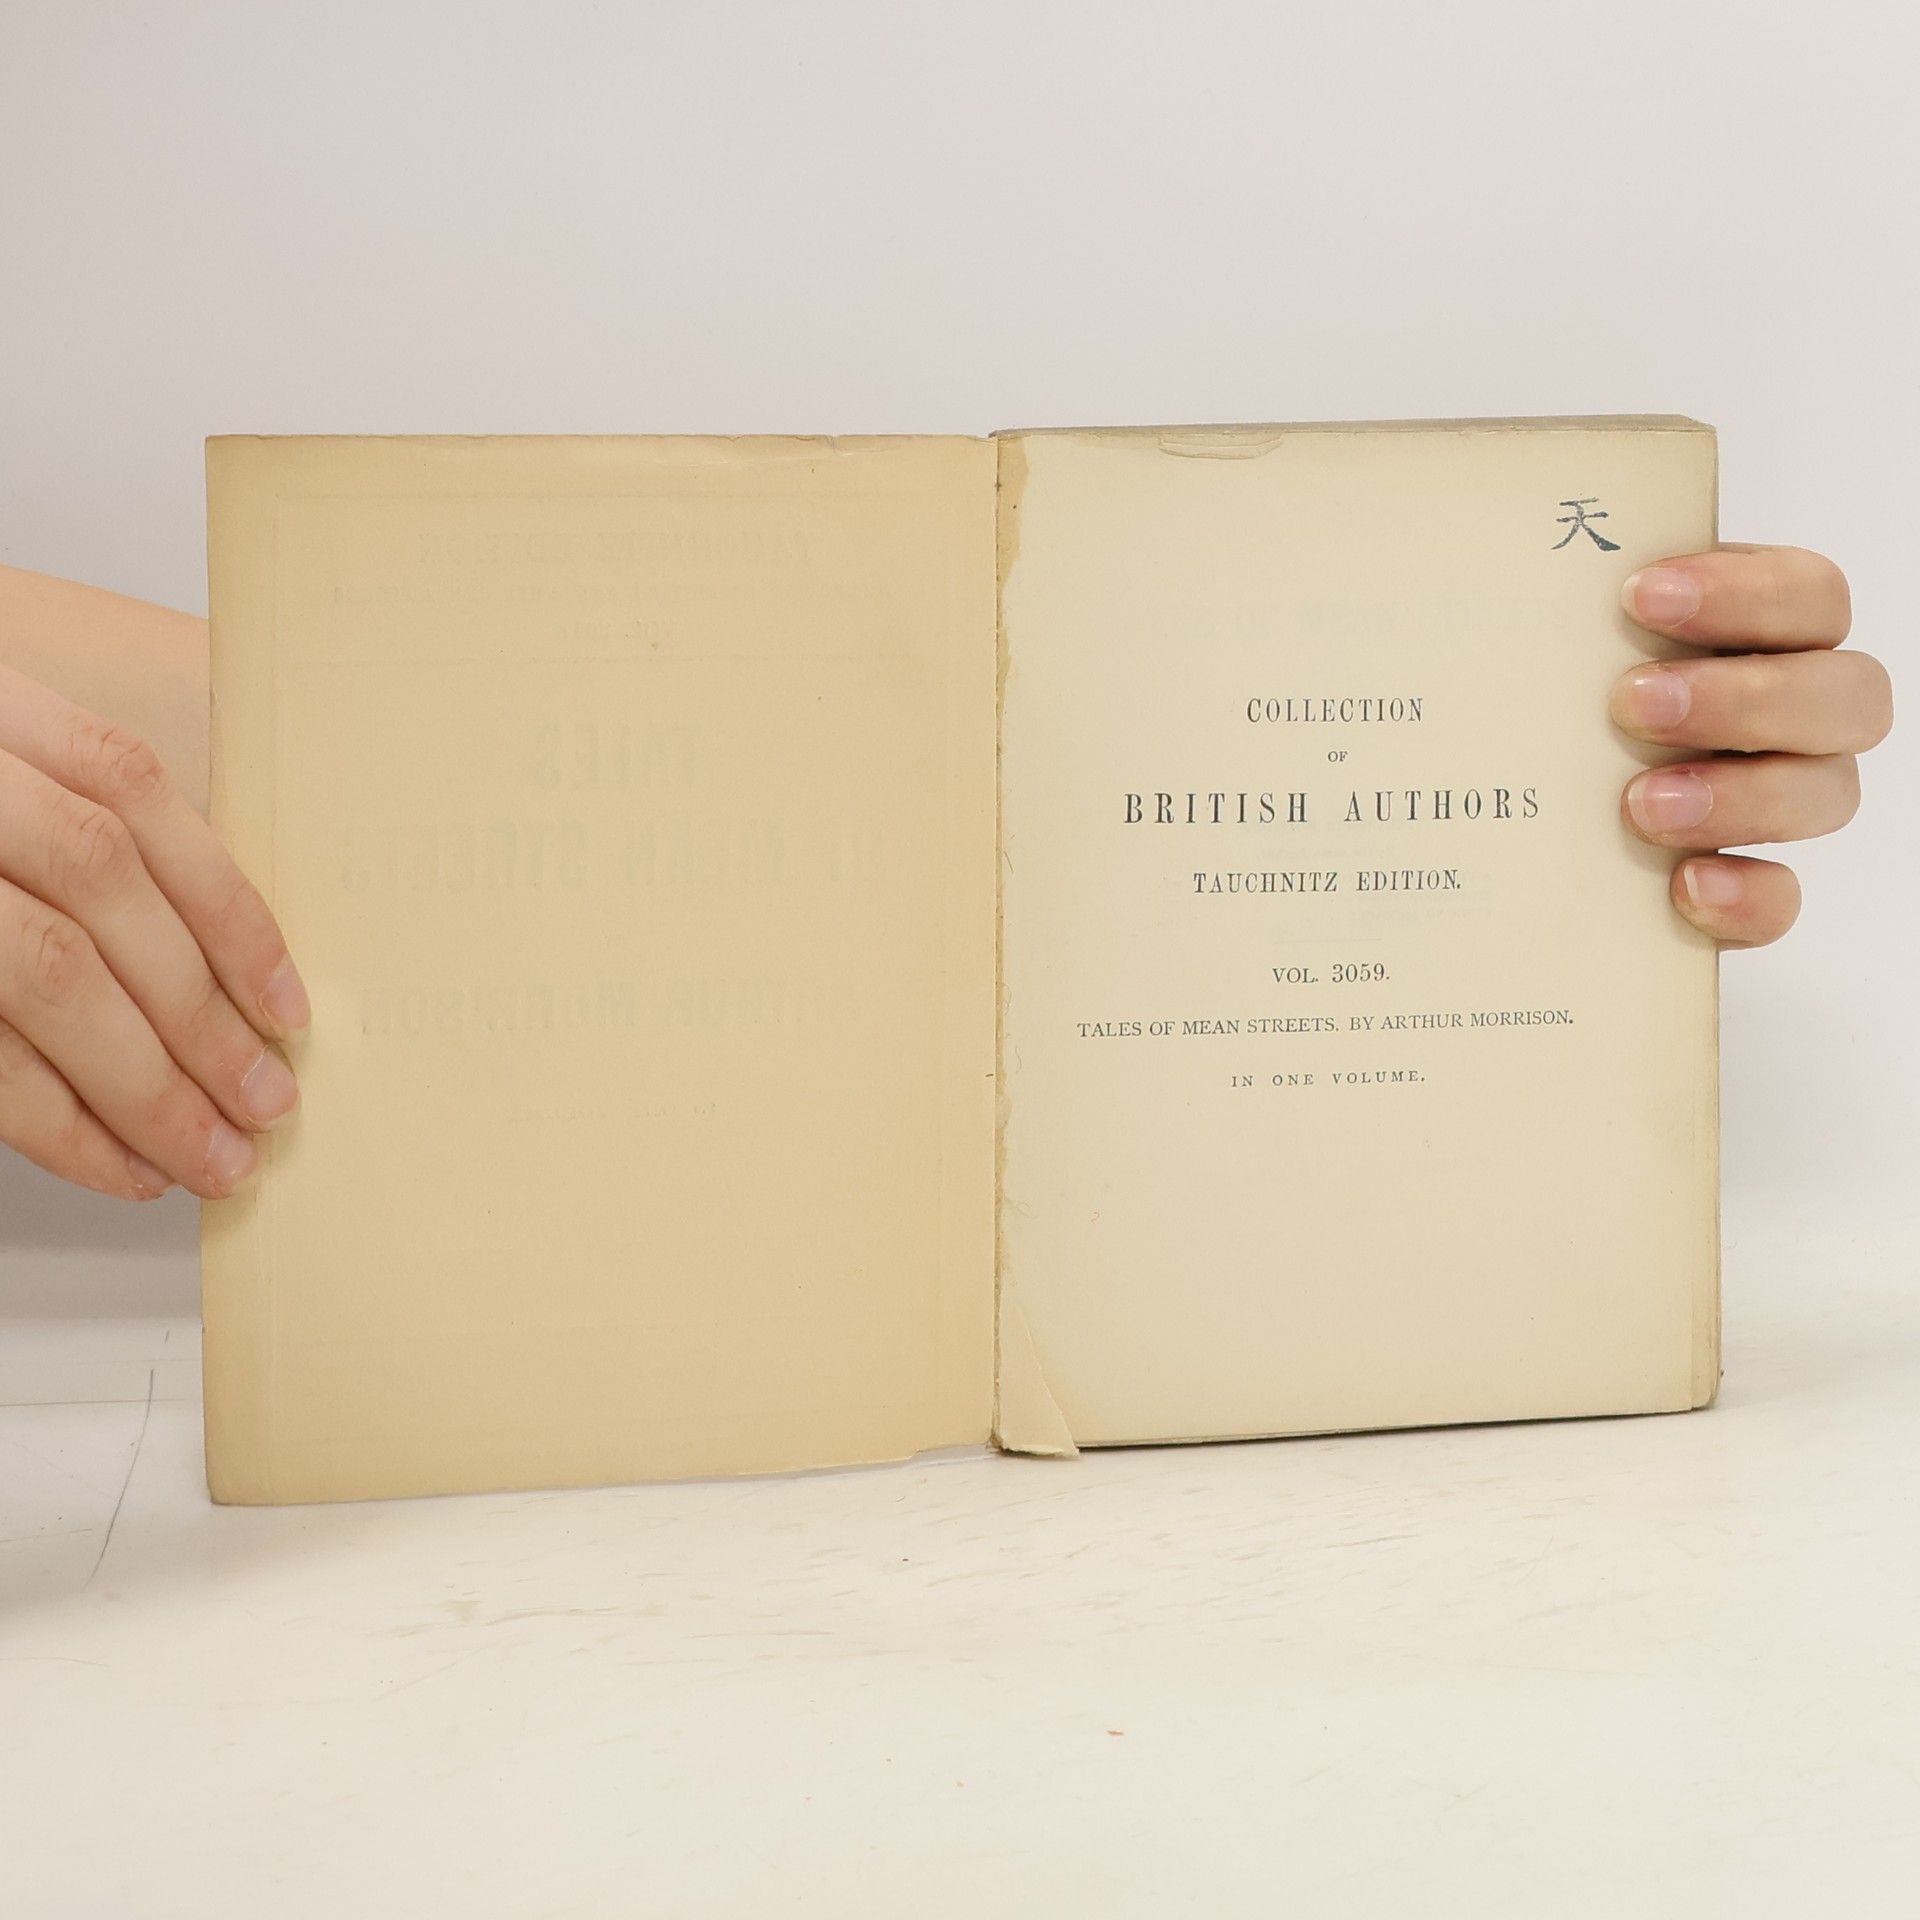 天
COLLECTION
OF
BRITISH AUTHORS
TAUCHNITZ EDITION.
VOL. 3059.
TALES OF MEAN STREETS. BY ARTHUR MORRISON.
IN ONE VOLUME.